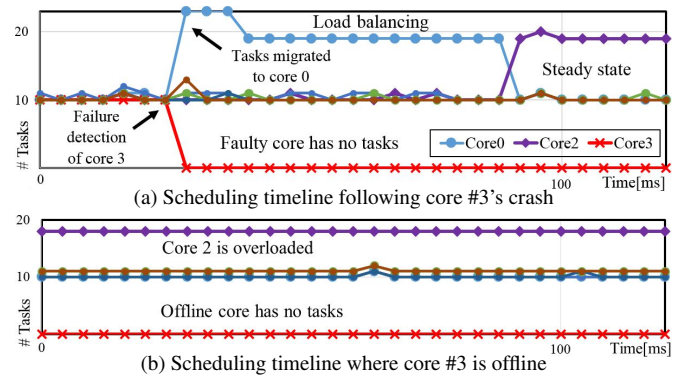 20
10
# Tasks
Load balancing
Tasks migrated
to core 0
Steady state
Failure
detection
of core 3
Faulty core has no tasks
Core0 Core2 Core3
0 100 Time[ms]
(a) Scheduling timeline following core #3's crash
20
10
# Tasks
Core 2 is overloaded
Offline core has no tasks
0 100 Time[ms]
(b) Scheduling timeline where core #3 is offline